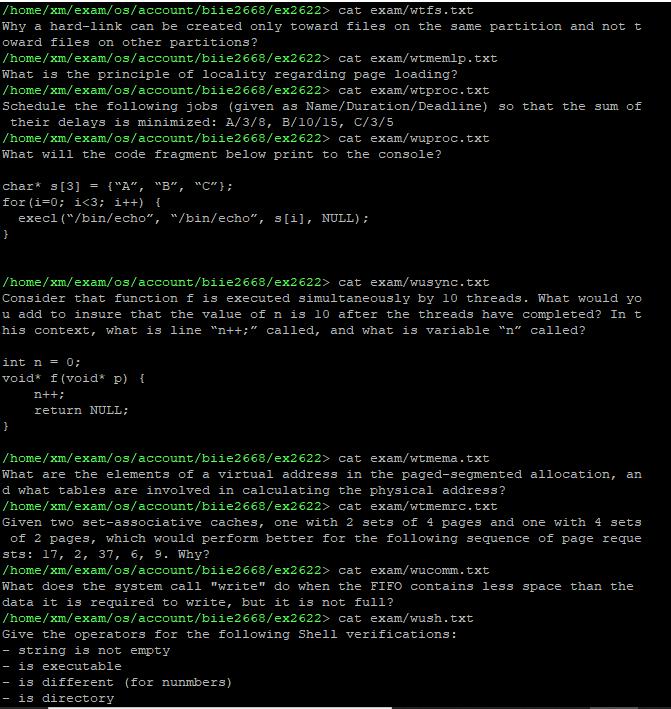 /home/xm/exam/os/account/biie2668/ex2622> cat exam/wtfs.txt
Why a hard-link can be created only toward files on the same partition and not t
oward files on other partitions?
/home/xm/exam/os/account/biie2668/ex2622> cat exam/wtmemlp.txt
What is the principle of locality regarding page loading?
/home/xm/exam/os/account/biie2668/ex2622> cat exam/wtproc.txt
Schedule the following jobs (given as Name/Duration/Deadline) so that the sum of
 their delays is minimized: A/3/8, B/10/15, C/3/5
/home/xm/exam/os/account/biie2668/ex2622> cat exam/wuproc.txt
What will the code fragment below print to the console?
char* s[3] = {“A”, “B”, “C”};
for(i=0; i<3; i++) {
  execl(“/bin/echo”, “/bin/echo”, s[i], NULL);
}
/home/xm/exam/os/account/biie2668/ex2622> cat exam/wusync.txt
Consider that function f is executed simultaneously by 10 threads. What would yo
u add to insure that the value of n is 10 after the threads have completed? In t
his context, what is line “n++;” called, and what is variable “n” called?
int n = 0;
void* f(void* p) {
    n++;
    return NULL;
}
/home/xm/exam/os/account/biie2668/ex2622> cat exam/wtmema.txt
What are the elements of a virtual address in the paged-segmented allocation, an
d what tables are involved in calculating the physical address?
/home/xm/exam/os/account/biie2668/ex2622> cat exam/wtmemrc.txt
Given two set-associative caches, one with 2 sets of 4 pages and one with 4 sets
 of 2 pages, which would perform better for the following sequence of page reque
sts: 17, 2, 37, 6, 9. Why?
/home/xm/exam/os/account/biie2668/ex2622> cat exam/wucomm.txt
What does the system call "write" do when the FIFO contains less space than the
data it is required to write, but it is not full?
/home/xm/exam/os/account/biie2668/ex2622> cat exam/wush.txt
Give the operators for the following Shell verifications:
- string is not empty
- is executable
- is different (for nunmbers)
- is directory